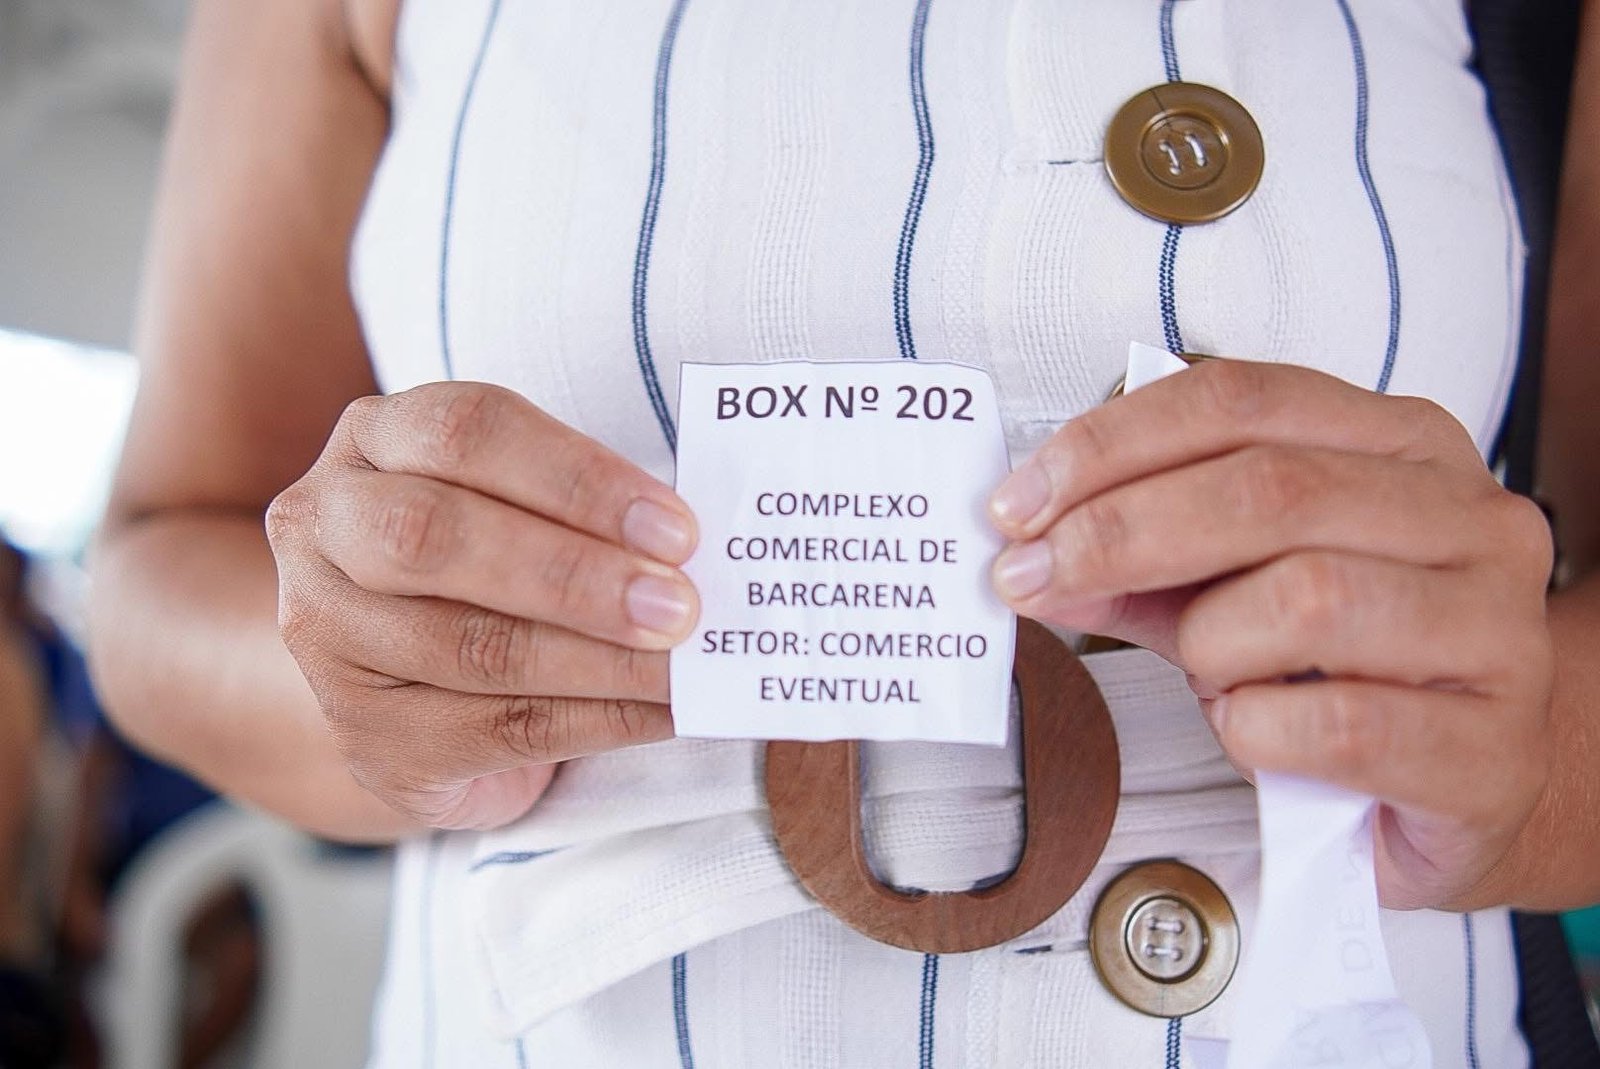 BOX Nº 202
COMPLEXO
COMERCIAL DE
BARCARENA
SETOR: COMERCIO
EVENTUAL